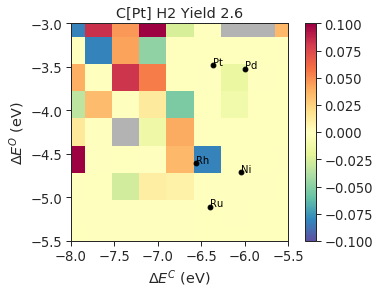 C[Pt] H2 Yield 2.6
ΔE^O (eV)
−3.0
−3.5
−4.0
−4.5
−5.0
−5.5
Pt
Pd
Rh
Ni
Ru
−8.0 −7.5 −7.0 −6.5 −6.0 −5.5
ΔE^C (eV)
0.100
0.075
0.050
0.025
0.000
−0.025
−0.050
−0.075
−0.100